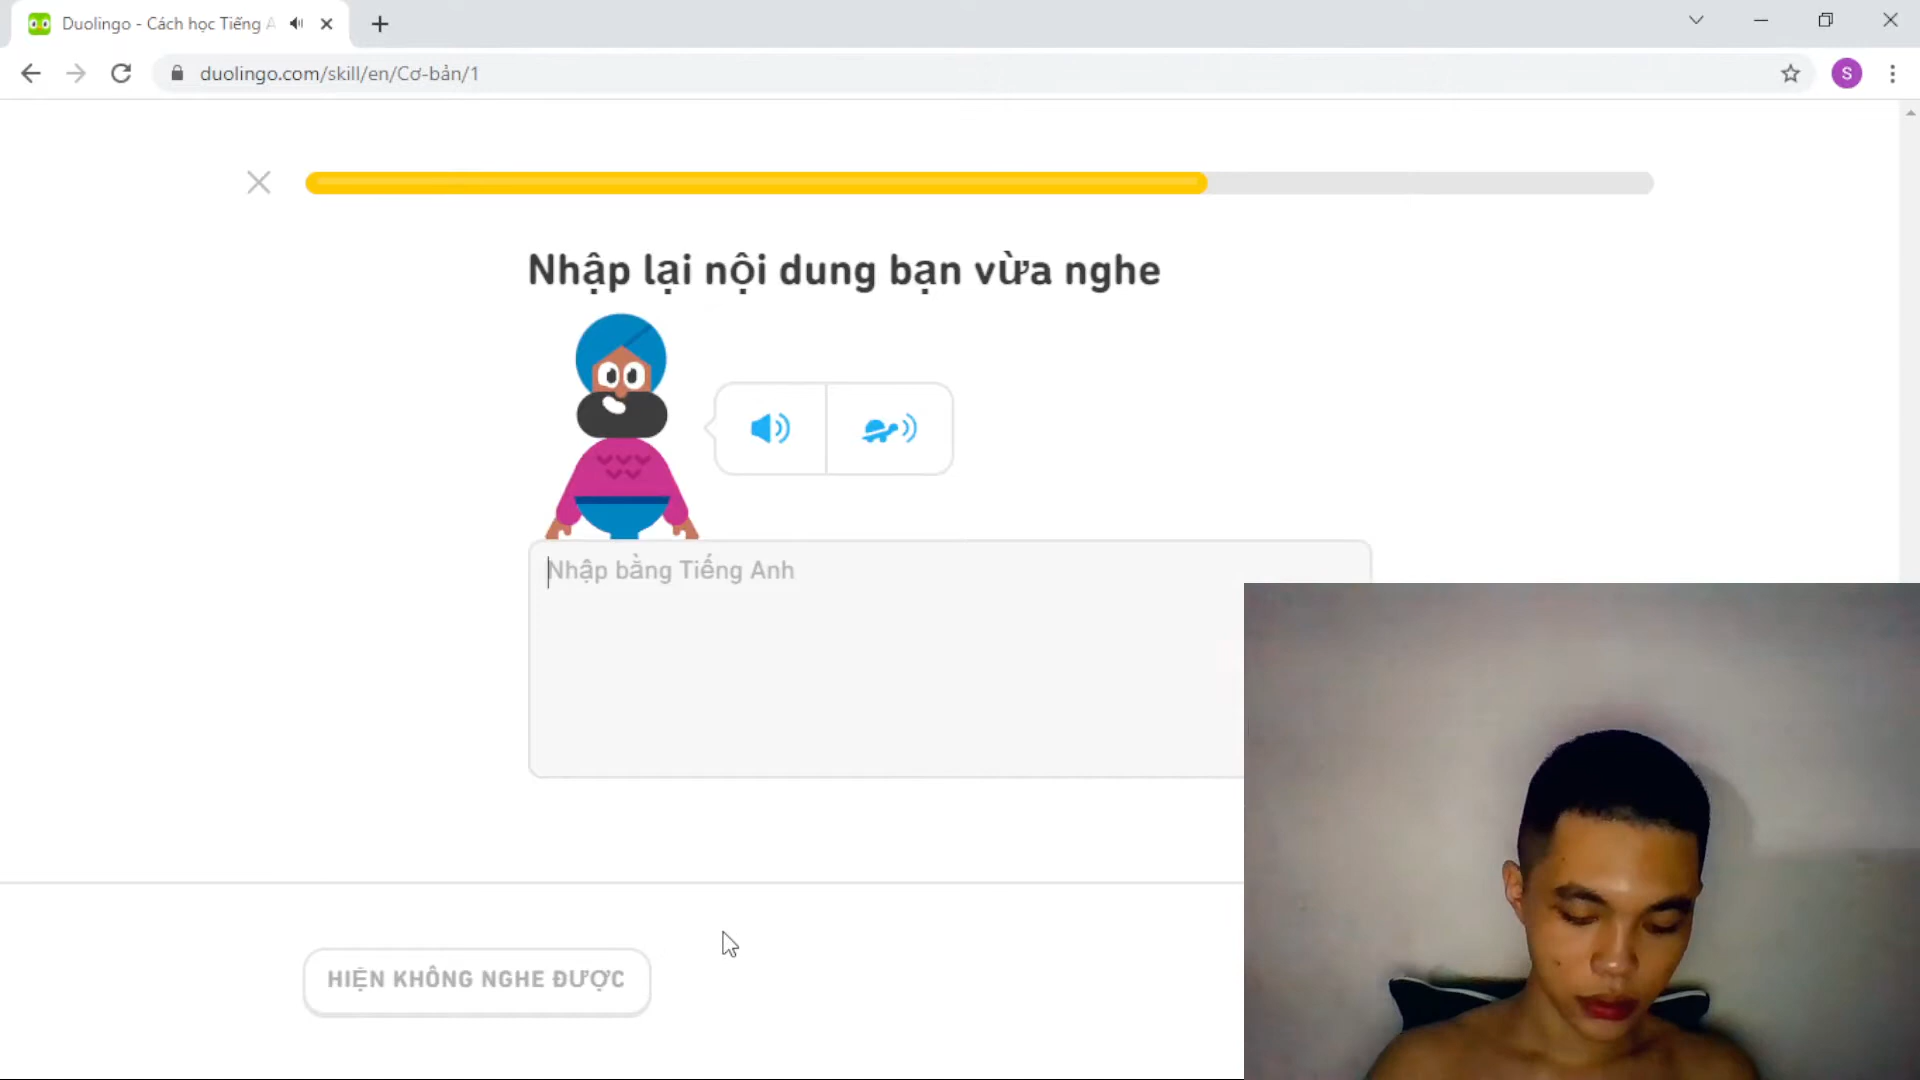 Duolingo - Cách học Tiếng A
duolingo.com/skill/en/Cơ-bản/1
S
Nhập lại nội dung bạn vừa nghe
Nhập bằng Tiếng Anh
HIỆN KHÔNG NGHE ĐƯỢC